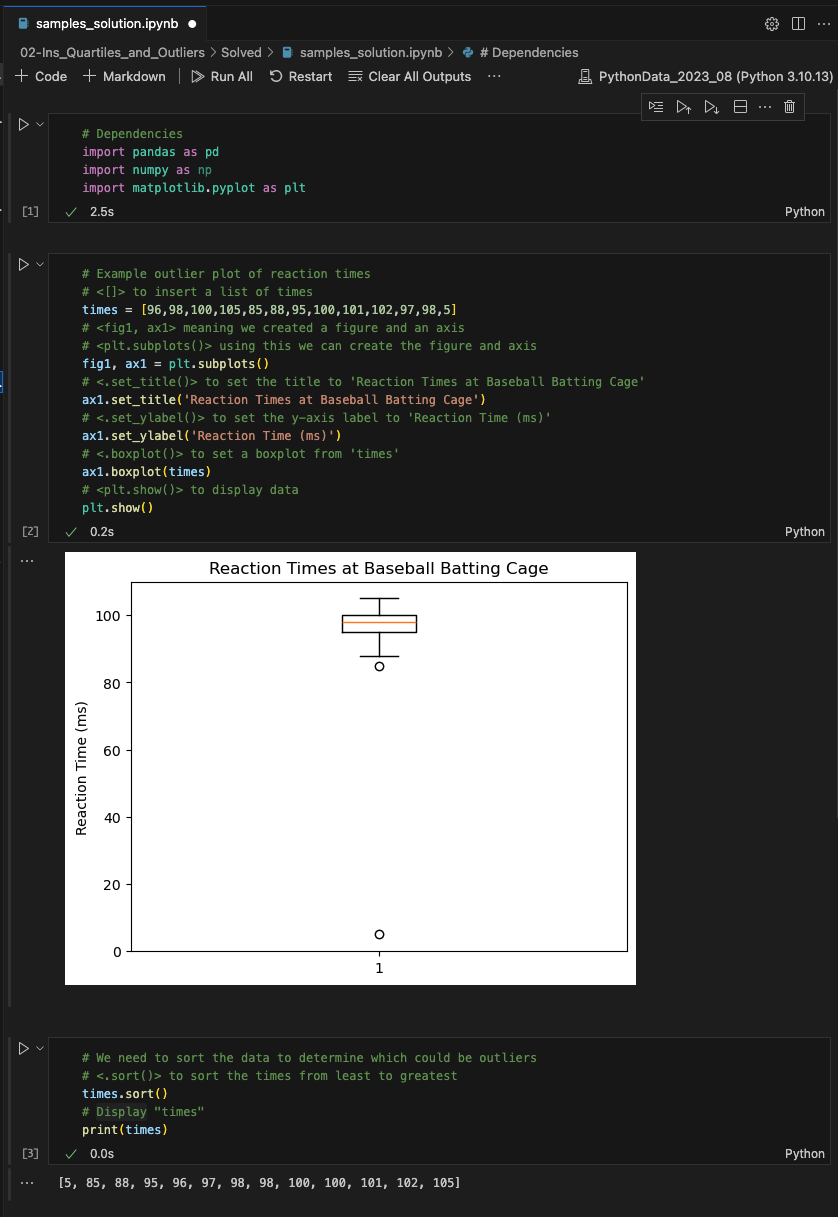 samples_solution.ipynb
02-Ins_Quartiles_and_Outliers > Solved > samples_solution.ipynb > # Dependencies
+ Code + Markdown | Run All Restart Clear All Outputs ... PythonData_2023_08 (Python 3.10.13)
# Dependencies
import pandas as pd
import numpy as np
import matplotlib.pyplot as plt
[1] ✓ 2.5s Python
# Example outlier plot of reaction times
# <[]> to insert a list of times
times = [96,98,100,105,85,88,95,100,101,102,97,98,5]
# <fig1, ax1> meaning we created a figure and an axis
# <plt.subplots()> using this we can create the figure and axis
fig1, ax1 = plt.subplots()
# <.set_title()> to set the title to 'Reaction Times at Baseball Batting Cage'
ax1.set_title('Reaction Times at Baseball Batting Cage')
# <.set_ylabel()> to set the y-axis label to 'Reaction Time (ms)'
ax1.set_ylabel('Reaction Time (ms)')
# <.boxplot()> to set a boxplot from 'times'
ax1.boxplot(times)
# <plt.show()> to display data
plt.show()
[2] ✓ 0.2s Python
...
Reaction Times at Baseball Batting Cage
100
80
60
40
20
0
Reaction Time (ms)
1
# We need to sort the data to determine which could be outliers
# <.sort()> to sort the times from least to greatest
times.sort()
# Display "times"
print(times)
[3] ✓ 0.0s Python
... [5, 85, 88, 95, 96, 97, 98, 98, 100, 100, 101, 102, 105]